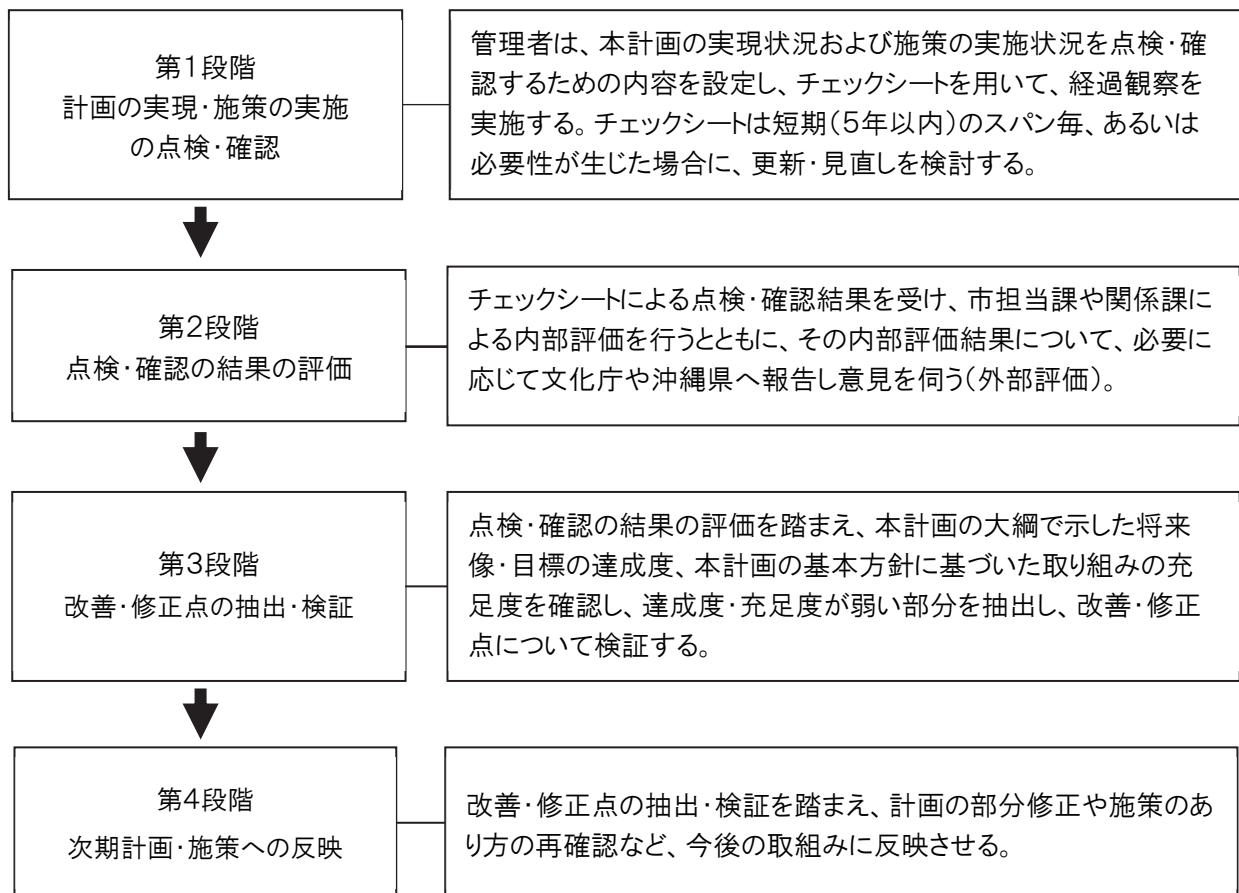 第1段階
計画の実現・施策の実施
の点検・確認
管理者は、本計画の実現状況および施策の実施状況を点検・確
認するための内容を設定し、チェックシートを用いて、経過観察を
実施する。チェックシートは短期（5年以内）のスパン毎、あるいは
必要性が生じた場合に、更新・見直しを検討する。
第2段階
点検・確認の結果の評価
チェックシートによる点検・確認結果を受け、市担当課や関係課に
よる内部評価を行うとともに、その内部評価結果について、必要に
応じて文化庁や沖縄県へ報告し意見を伺う（外部評価）。
第3段階
改善・修正点の抽出・検証
点検・確認の結果の評価を踏まえ、本計画の大綱で示した将来
像・目標の達成度、本計画の基本方針に基づいた取り組みの充
足度を確認し、達成度・充足度が弱い部分を抽出し、改善・修正
点について検証する。
第4段階
次期計画・施策への反映
改善・修正点の抽出・検証を踏まえ、計画の部分修正や施策のあ
り方の再確認など、今後の取組みに反映させる。